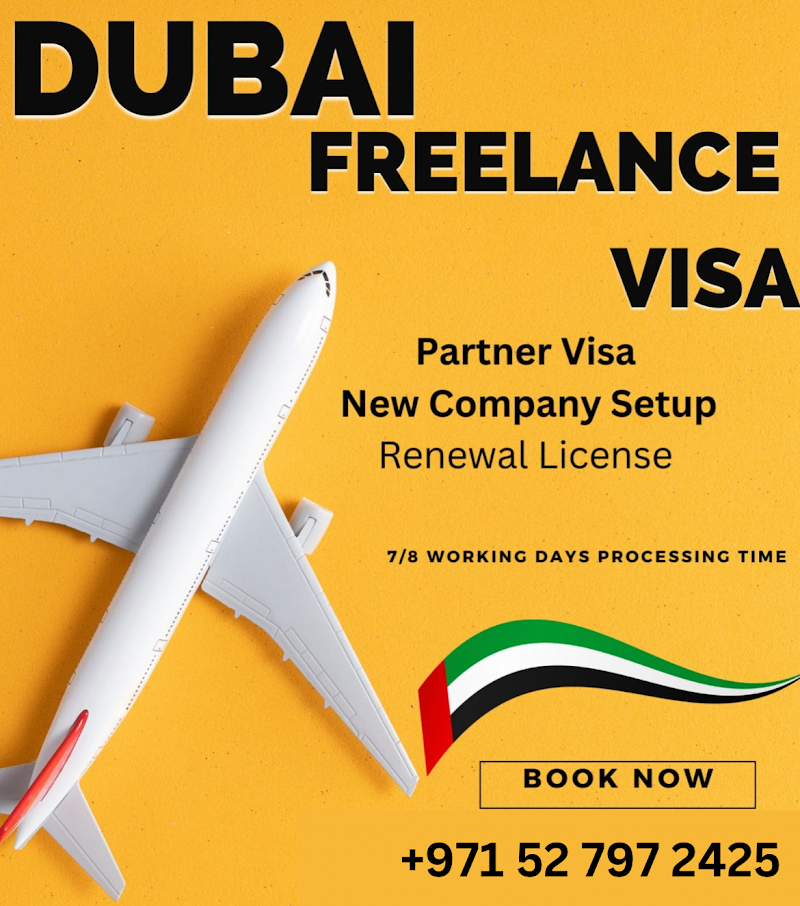 DUBAI
FREELANCE
VISA
Partner Visa
New Company Setup
Renewal License
7/8 WORKING DAYS PROCESSING TIME
BOOK NOW
+971 52 797 2425